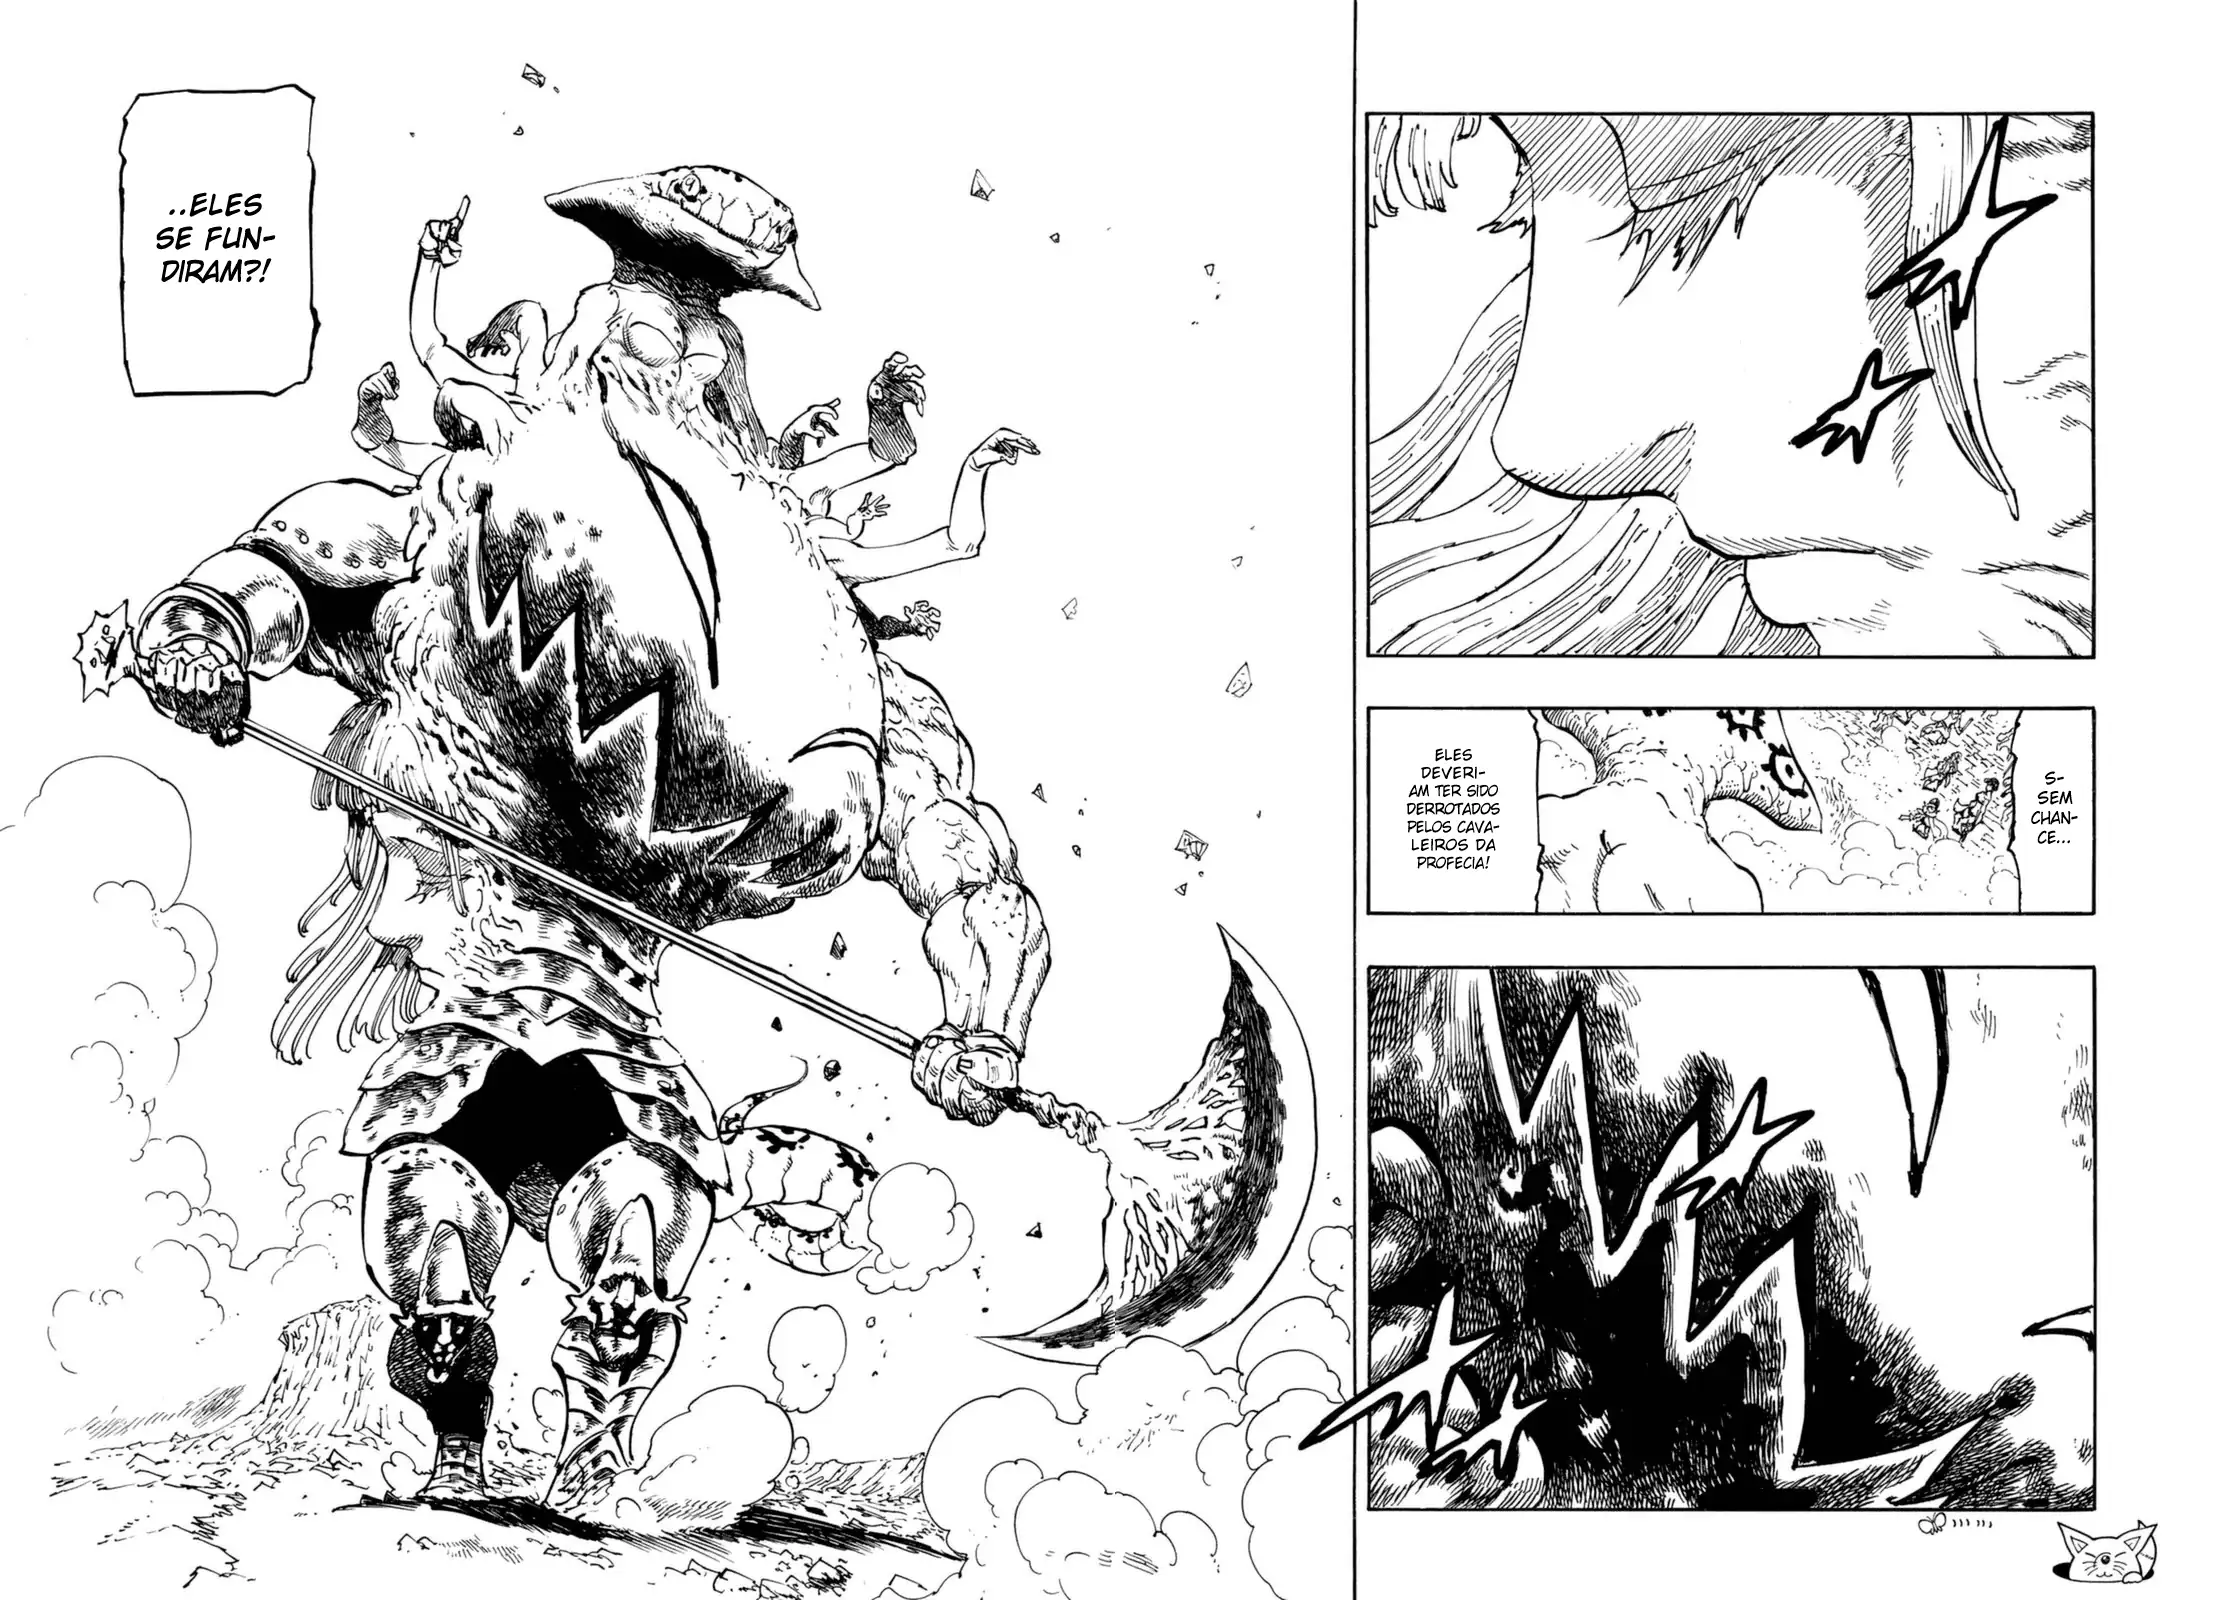 S-
SEM
CHAN-
CE...
ELES
DEVERI-
AM TER SIDO
DERROTADOS
PELOS CAVA-
LEIROS DA
PROFECIA!
..ELES
SE FUN-
DIRAM?!